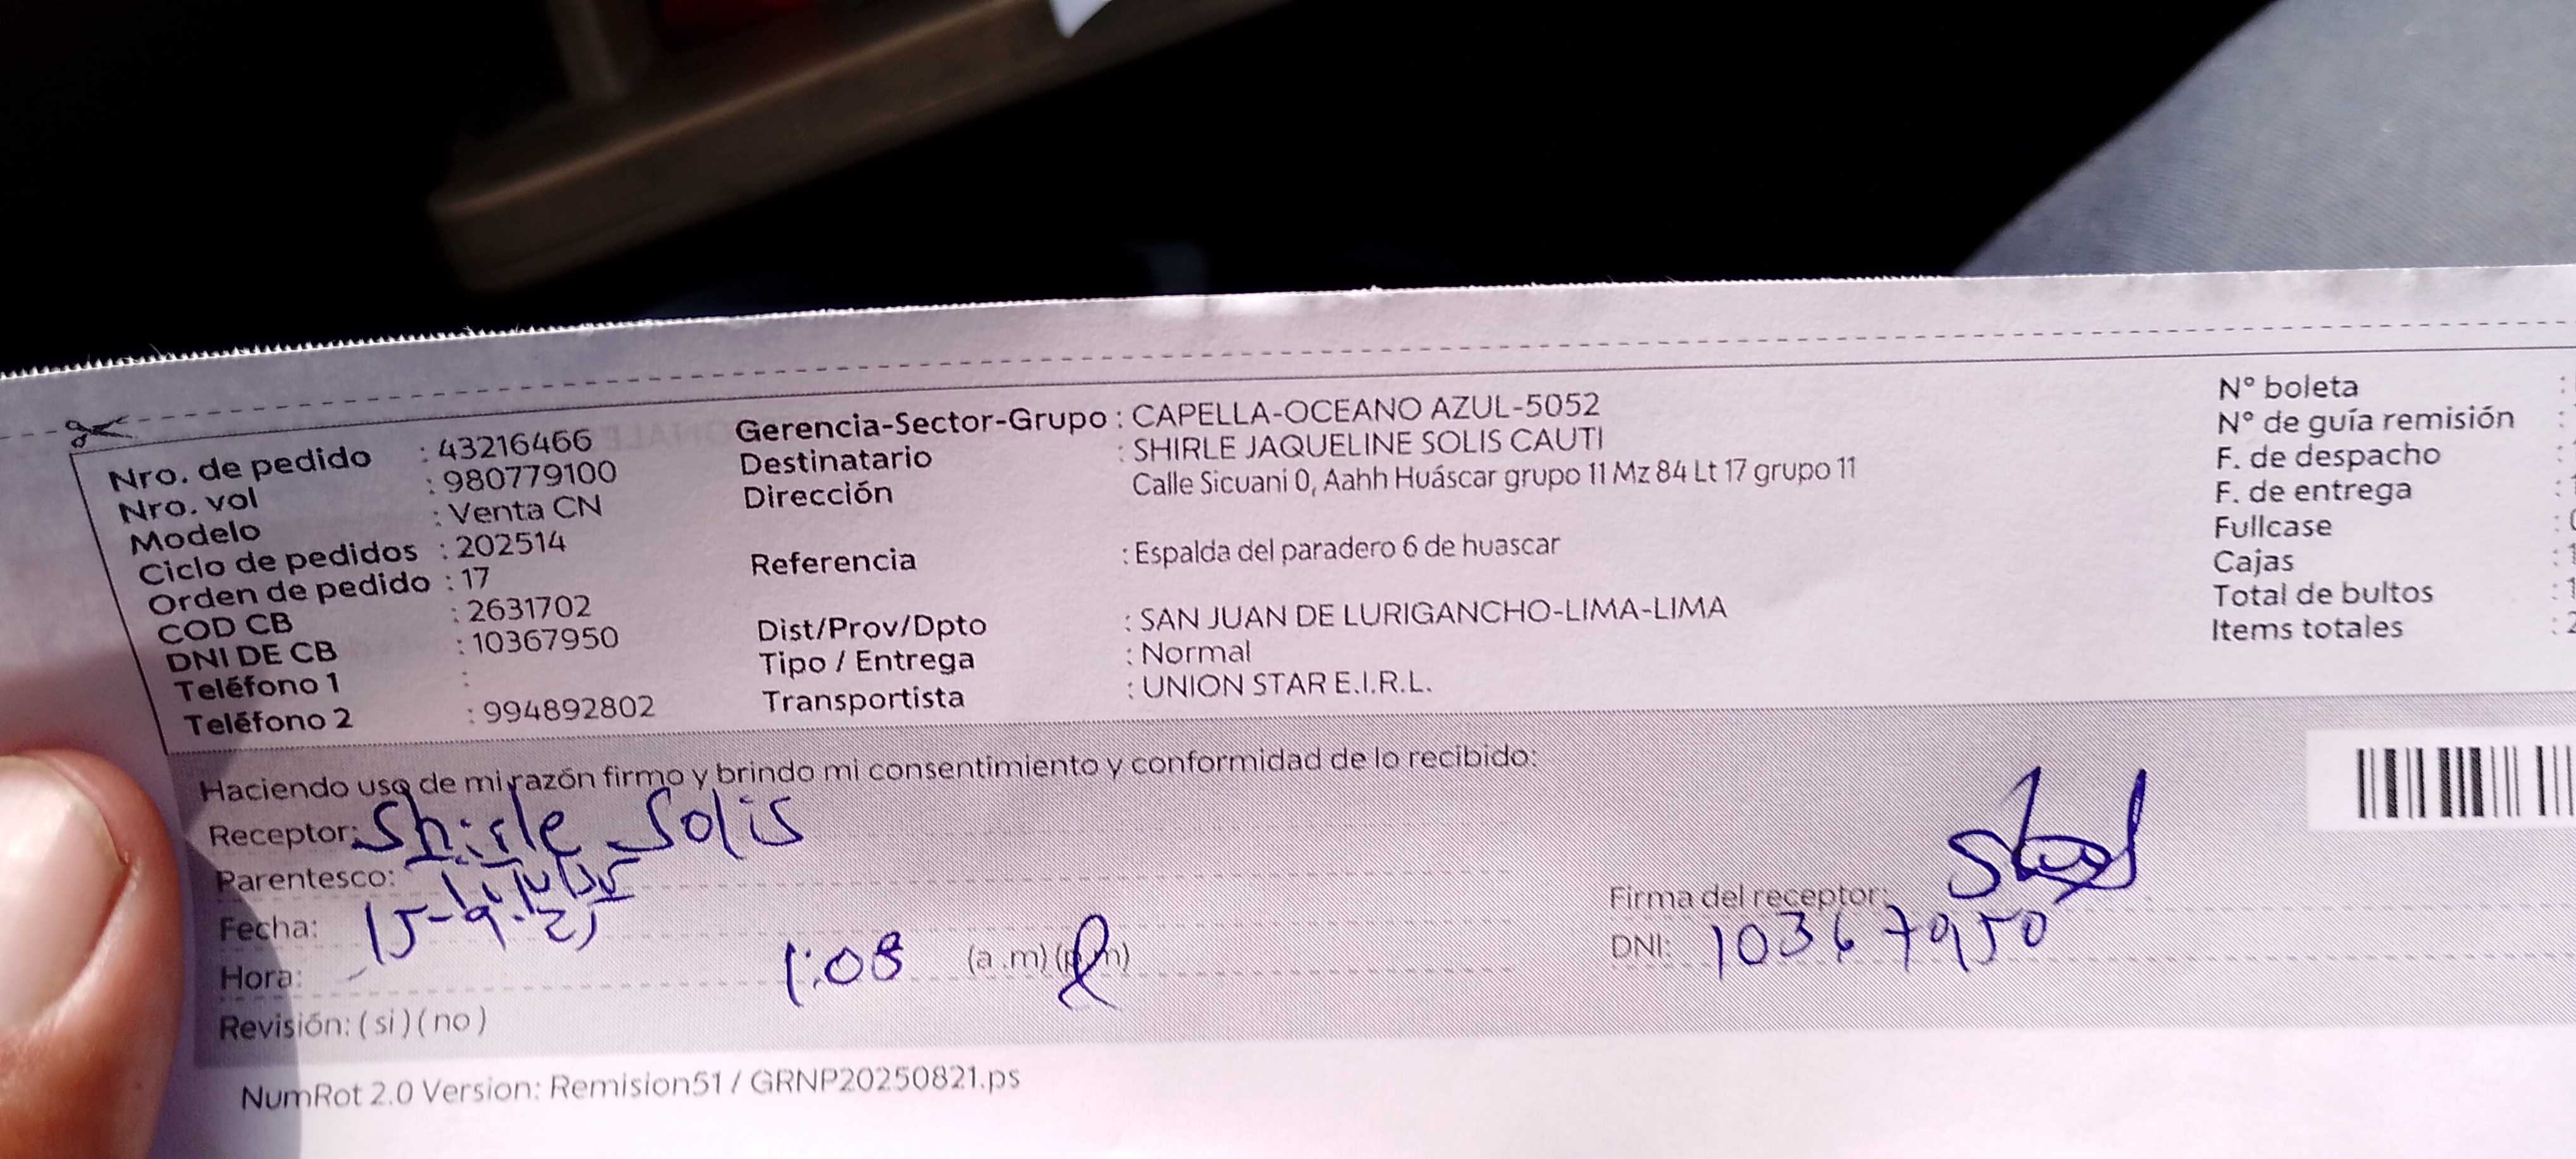 Nro. de pedido : 43216466
Nro. vol : 980779100
Modelo : Venta CN
Ciclo de pedidos : 202514
Orden de pedido : 17
COD CB : 2631702
DNI DE CB : 10367950
Teléfono 1 :
Teléfono 2 : 994892802
Gerencia-Sector-Grupo : CAPELLA-OCEANO AZUL-5052
Destinatario : SHIRLE JAQUELINE SOLIS CAUTI
Dirección Calle Sicuani 0, Aahh Huáscar grupo 11 Mz 84 Lt 17 grupo 11
Referencia : Espalda del paradero 6 de huascar
Dist/Prov/Dpto : SAN JUAN DE LURIGANCHO-LIMA-LIMA
Tipo / Entrega : Normal
Transportista : UNION STAR E.I.R.L.
N° boleta :
N° de guía remisión :
F. de despacho :
F. de entrega :
Fullcase :
Cajas :
Total de bultos :
Items totales :
Haciendo uso de mi razón firmo y brindo mi consentimiento y conformidad de lo recibido:
Receptor: Shirle Solis
Parentesco:
Fecha: 15-9-25
Hora: 1:08 (a.m) (p.m)
Revisión: (si) (no)
Firma del receptor:
DNI: 10367950
NumRot 2.0 Version: Remision51 / GRNP20250821.ps